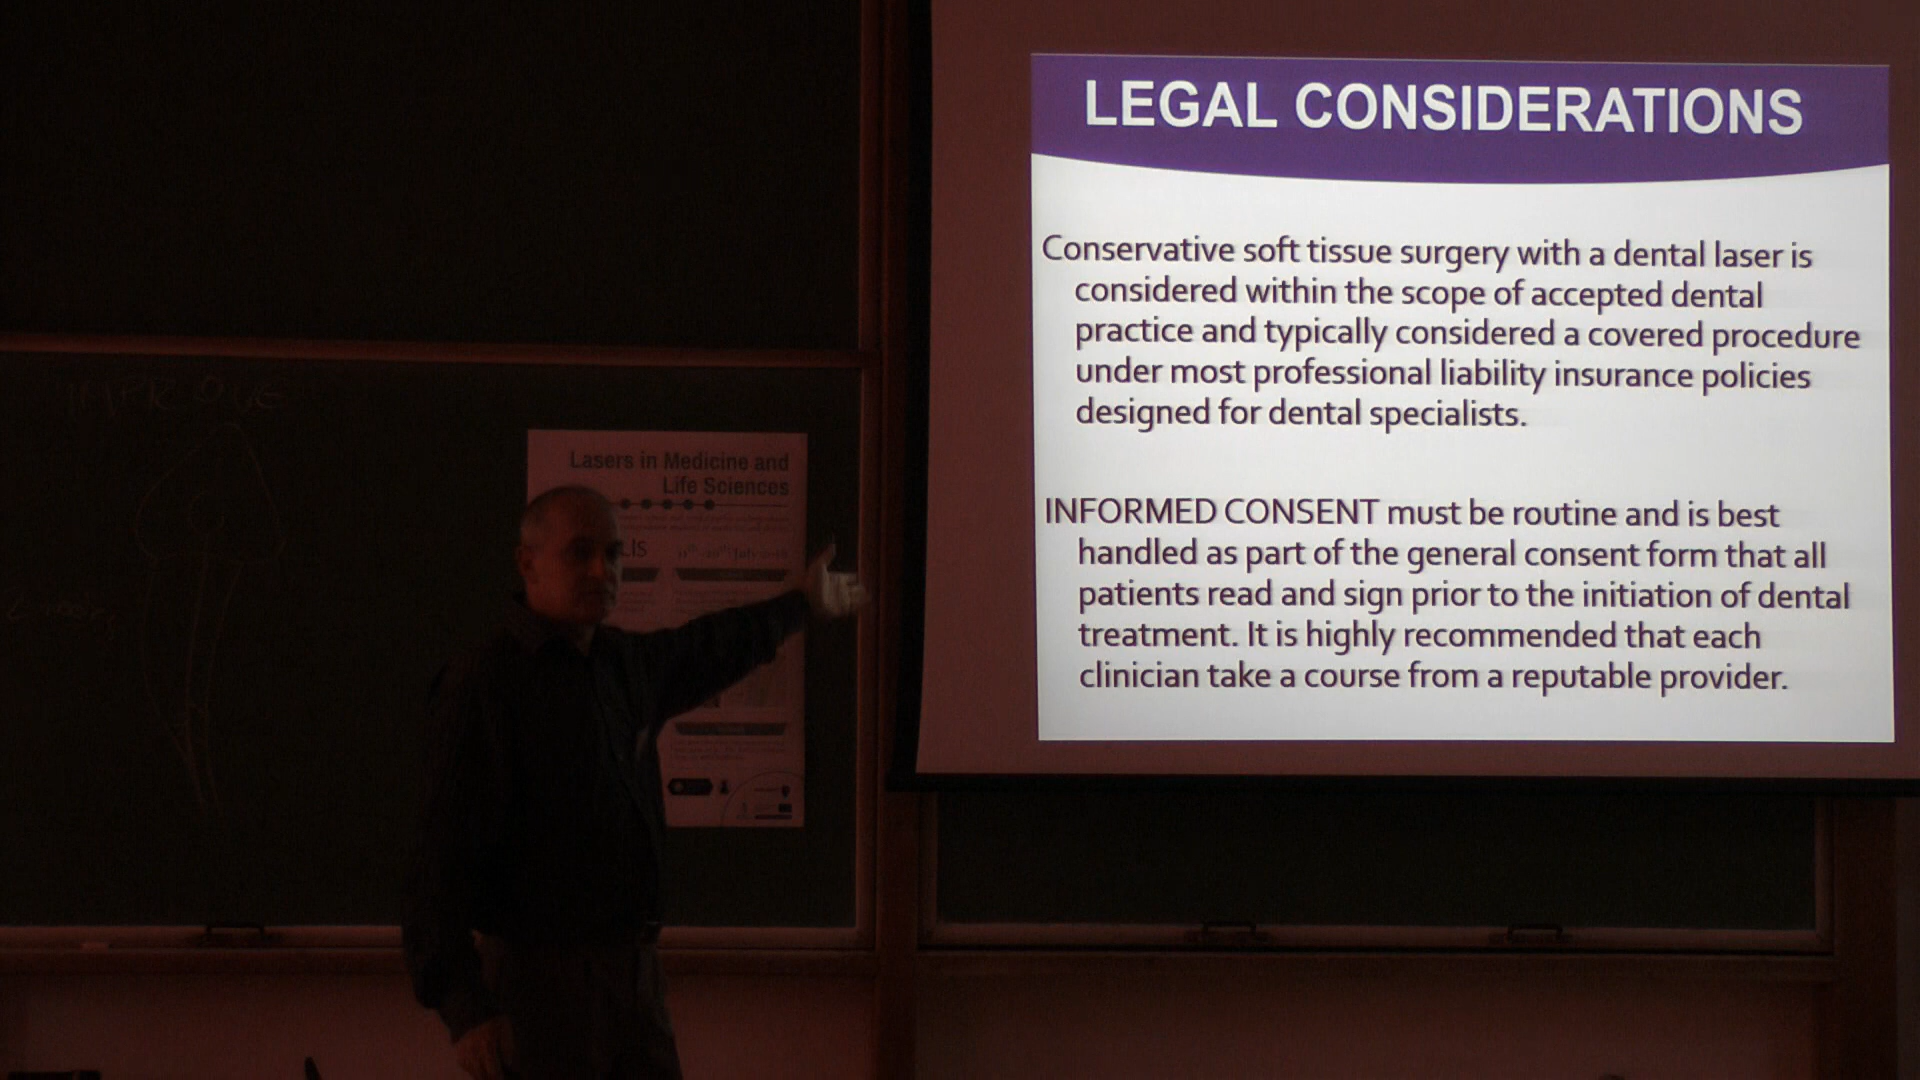 LEGAL CONSIDERATIONS
Conservative soft tissue surgery with a dental laser is
considered within the scope of accepted dental
practice and typically considered a covered procedure
under most professional liability insurance policies
designed for dental specialists.
INFORMED CONSENT must be routine and is best
handled as part of the general consent form that all
patients read and sign prior to the initiation of dental
treatment. It is highly recommended that each
clinician take a course from a reputable provider.
Lasers in Medicine and
Life Sciences